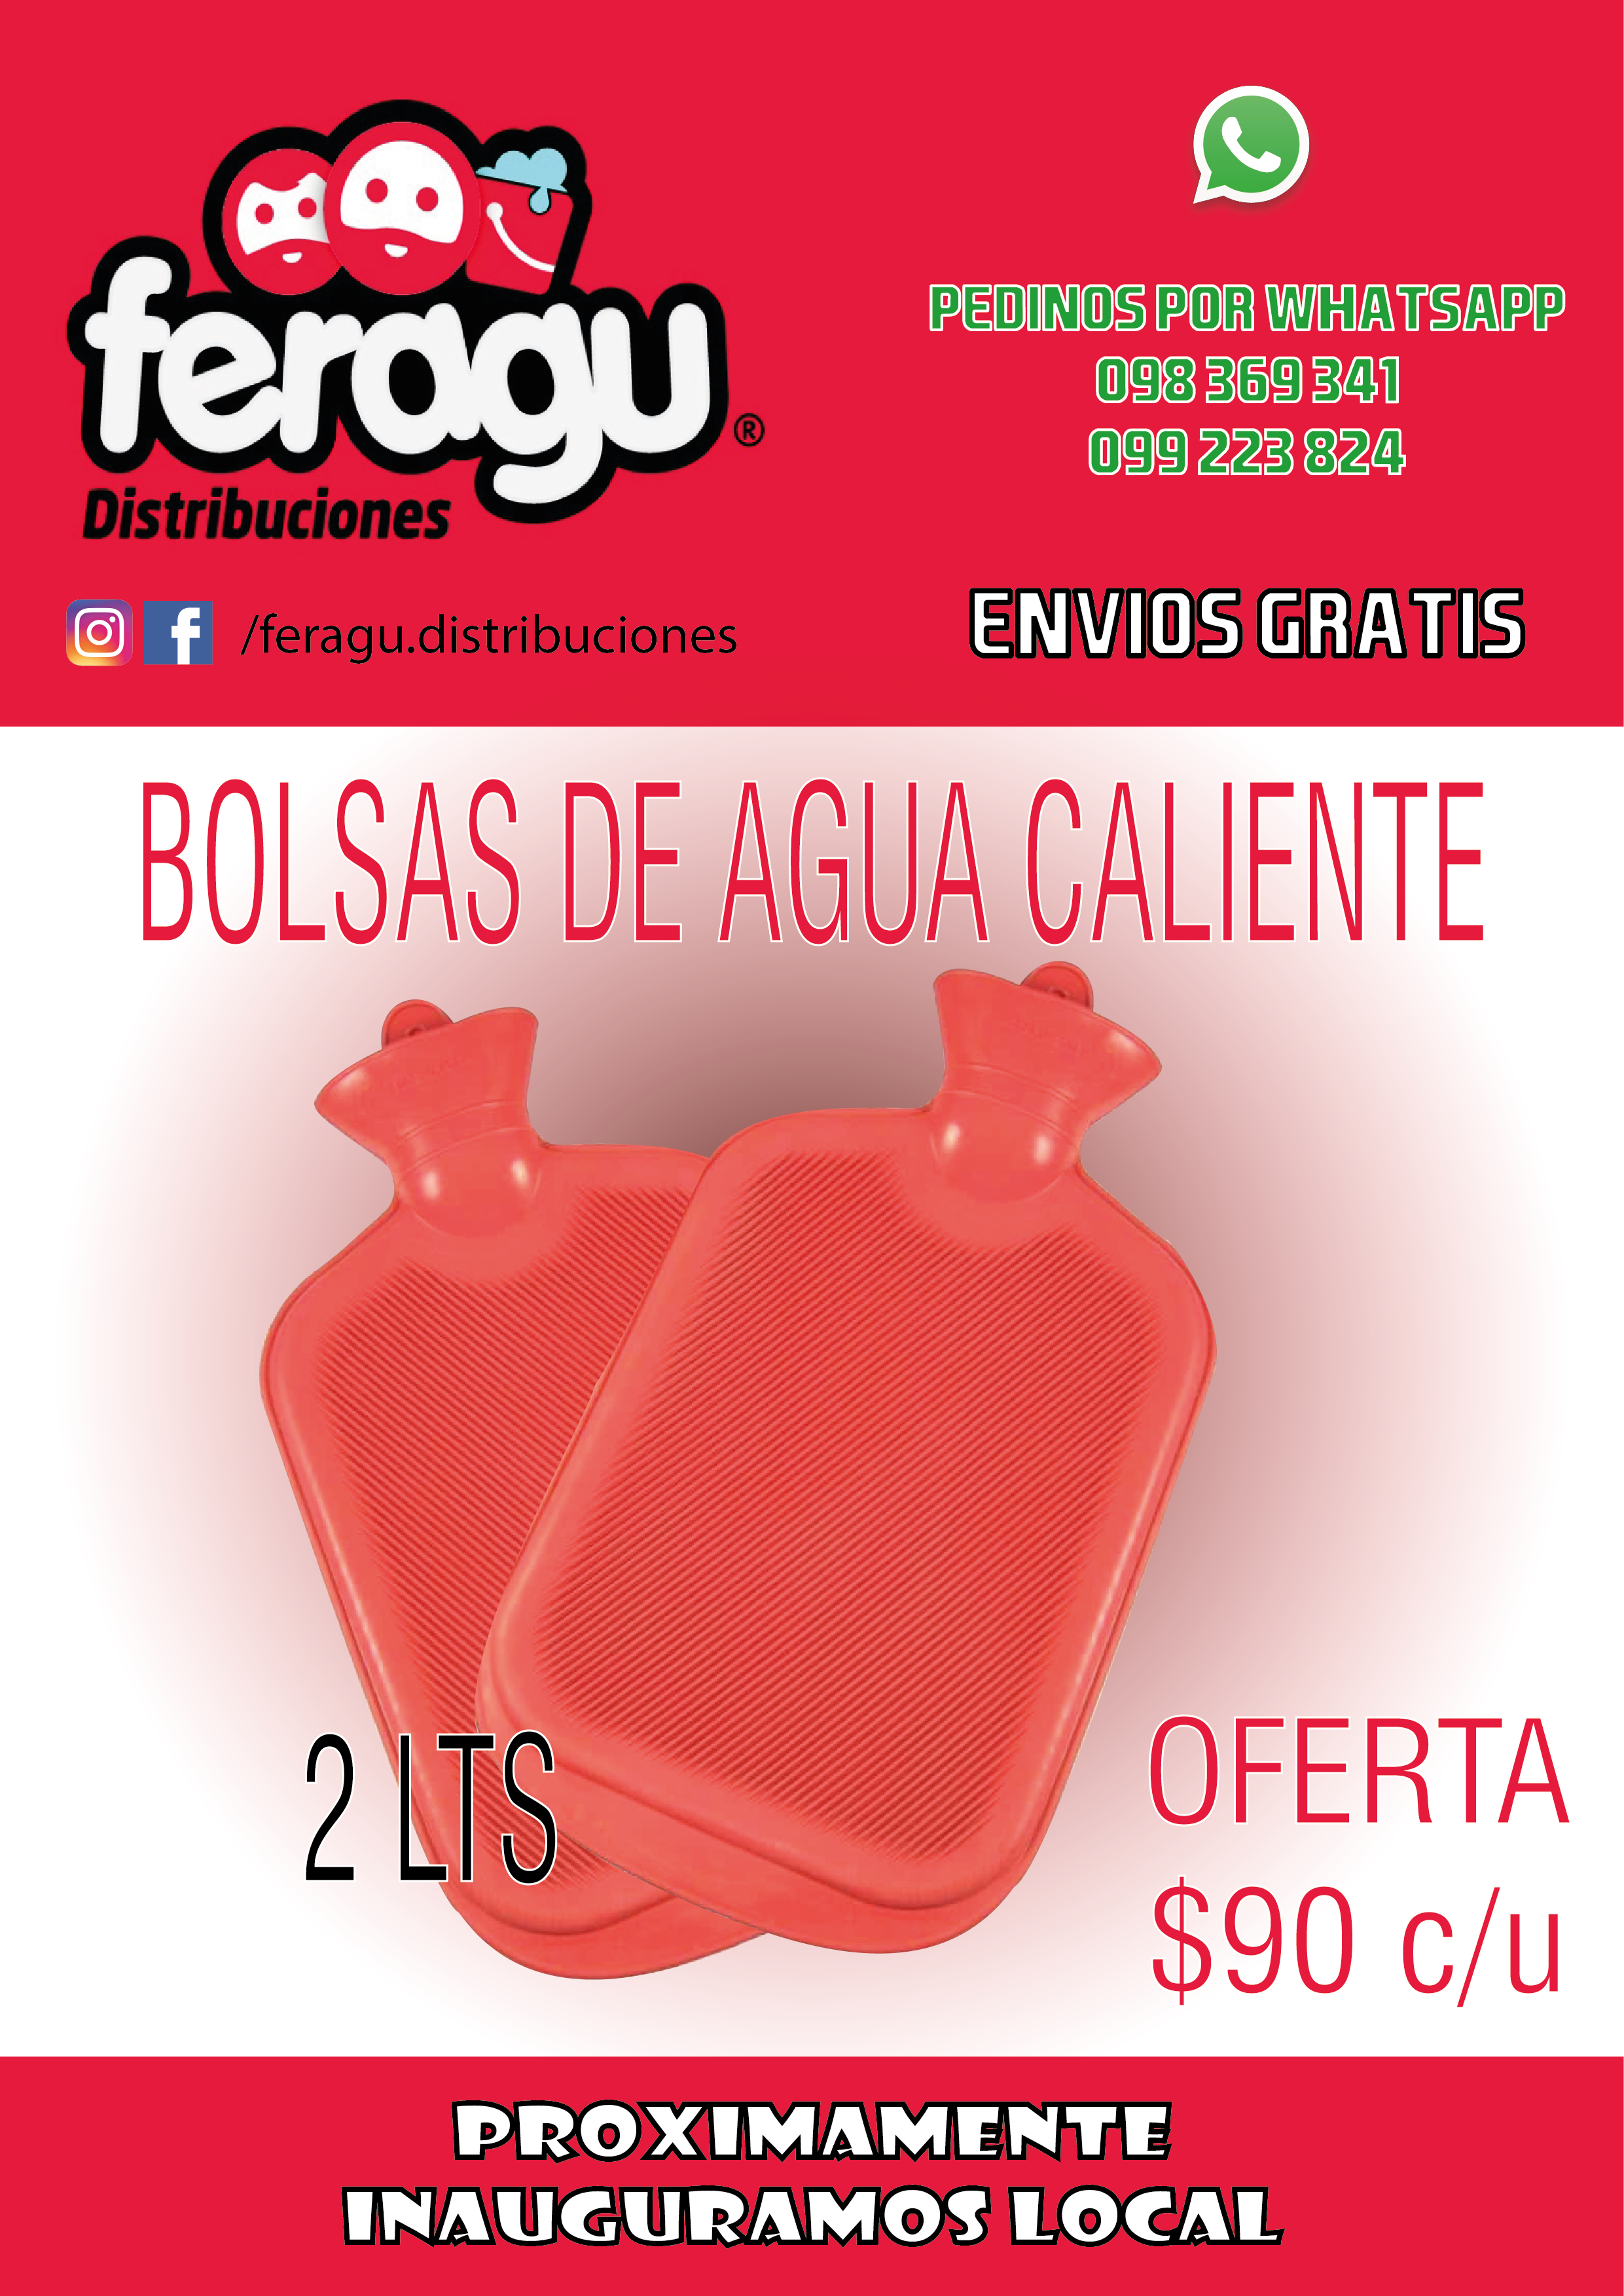 feragu®
Distribuciones
/feragu.distribuciones
PEDINOS POR WHATSAPP
098 369 341
099 223 824
ENVIOS GRATIS
BOLSAS DE AGUA CALIENTE
2 LTS
OFERTA
$90 c/u
PROXIMAMENTE
INAUGURAMOS LOCAL